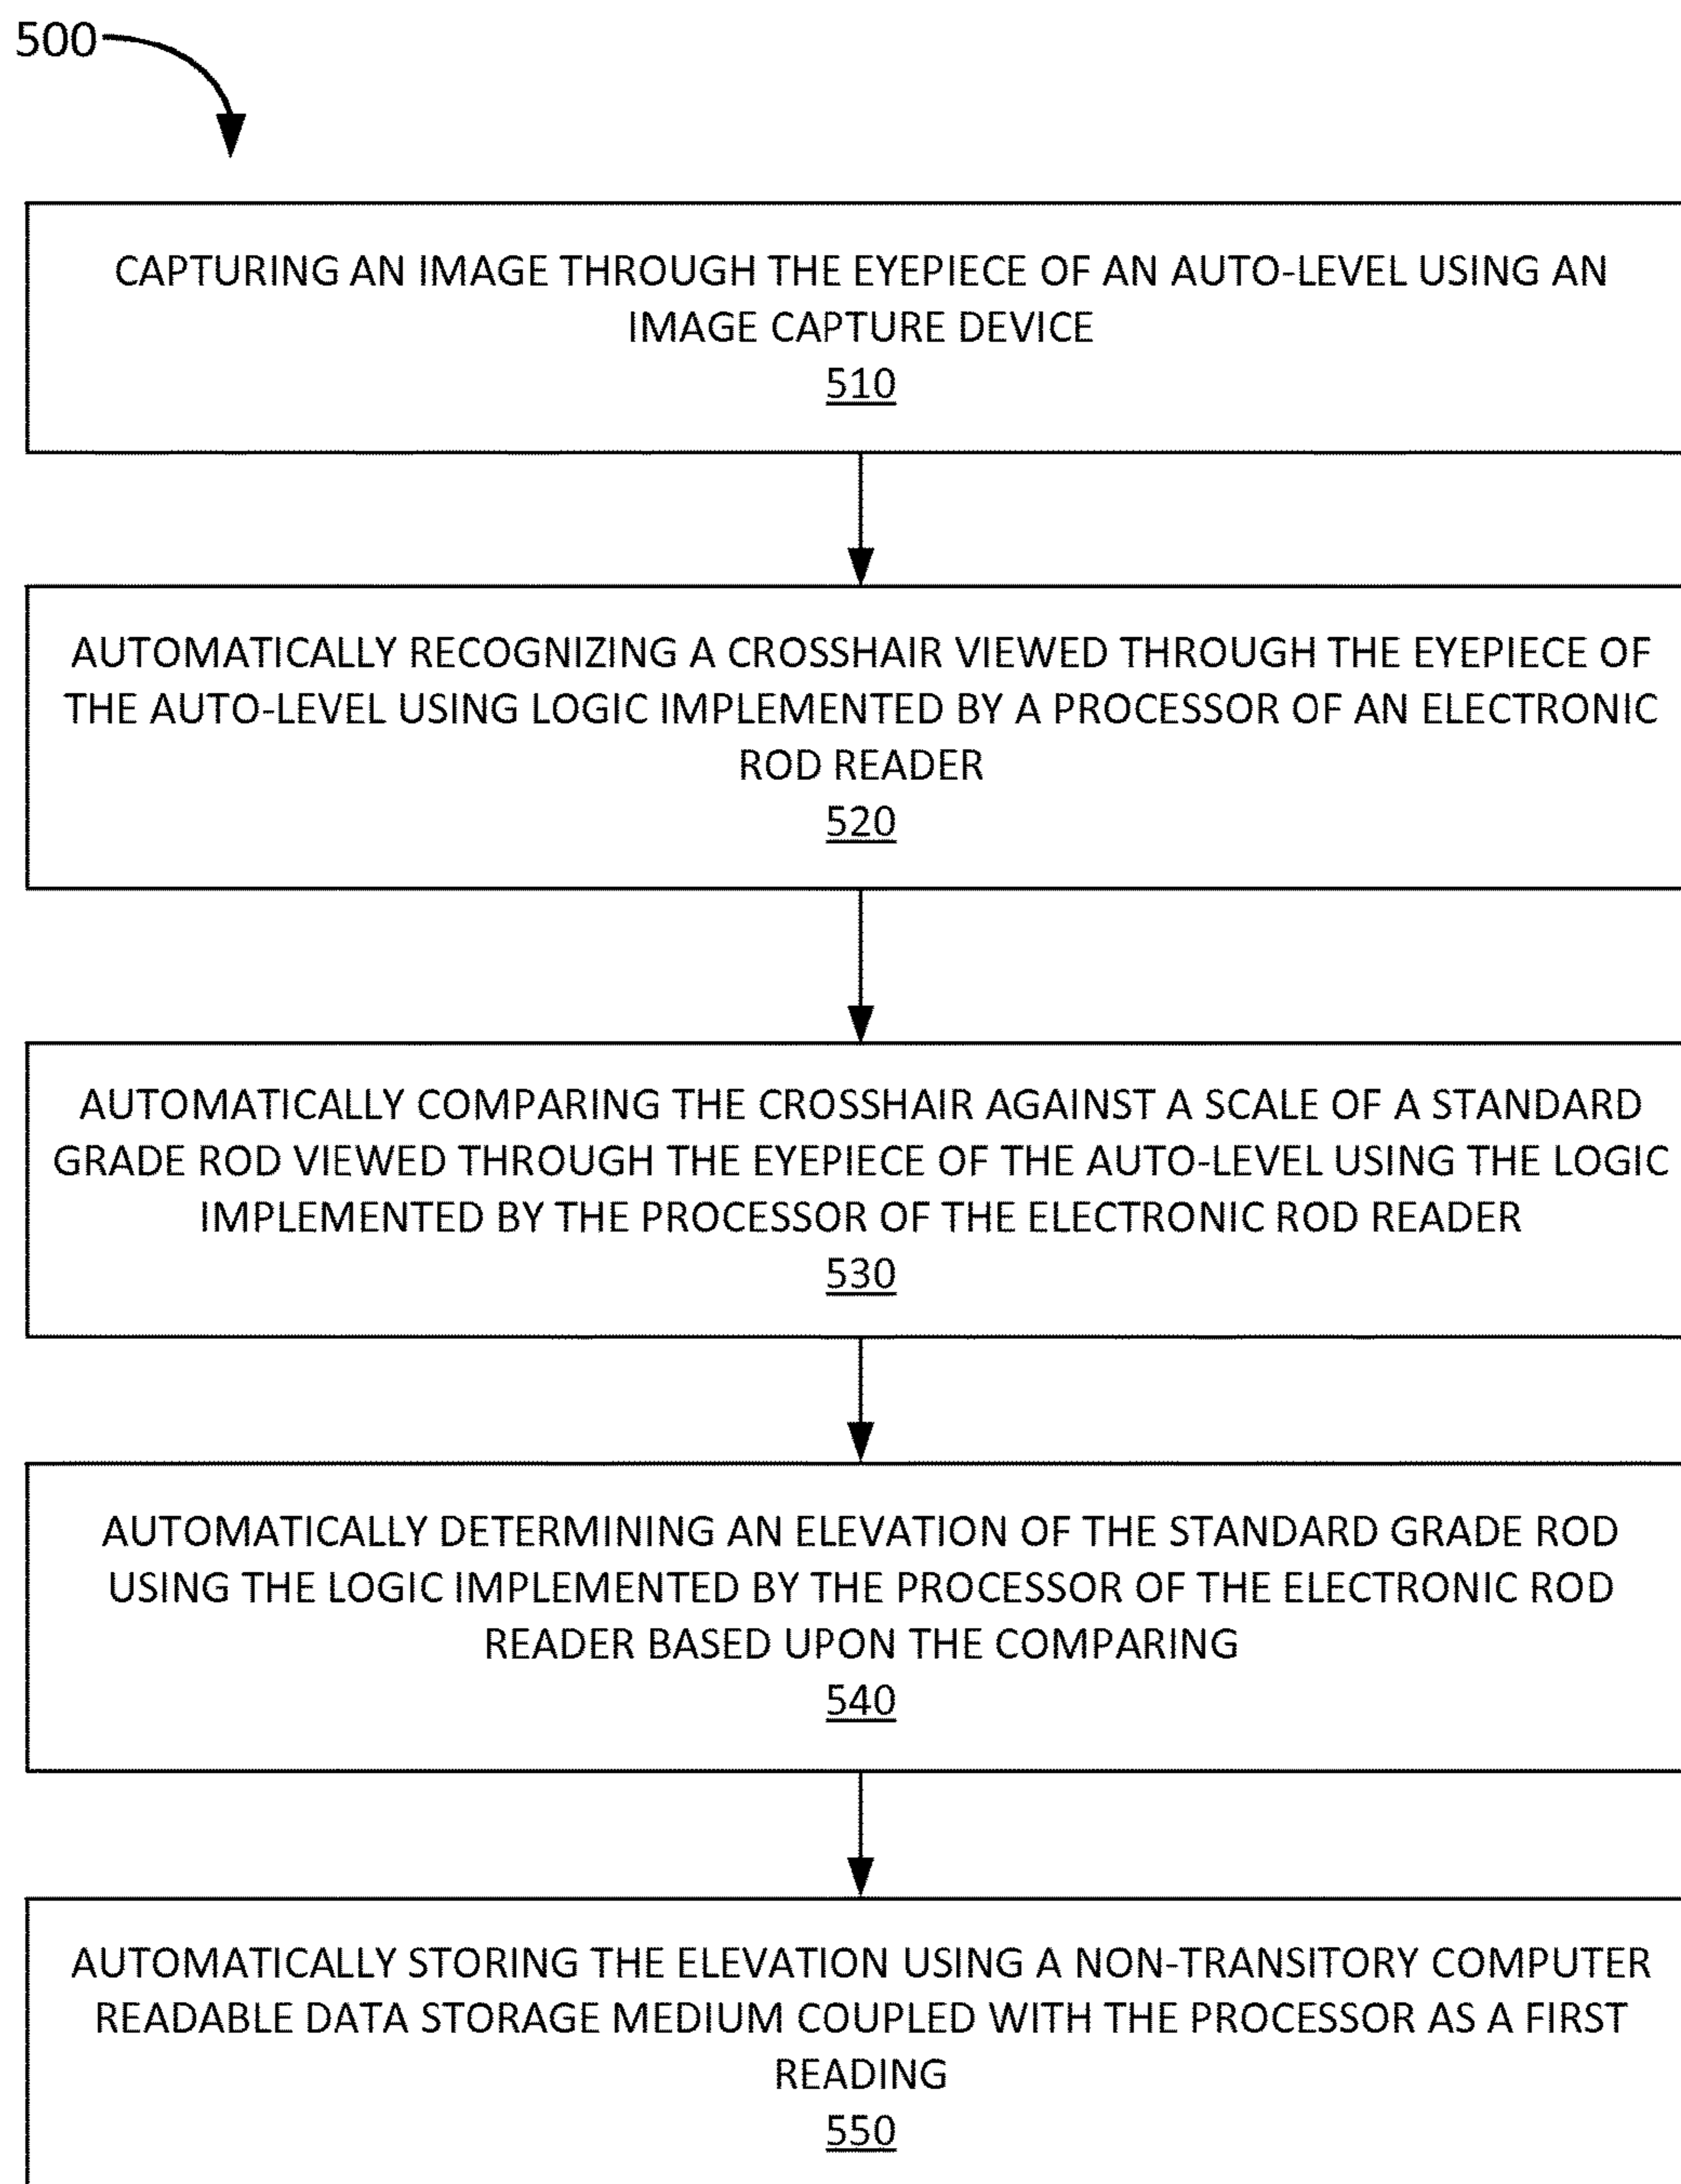 500
CAPTURING AN IMAGE THROUGH THE EYEPIECE OF AN AUTO-LEVEL USING AN
IMAGE CAPTURE DEVICE
510
AUTOMATICALLY RECOGNIZING A CROSSHAIR VIEWED THROUGH THE EYEPIECE OF
THE AUTO-LEVEL USING LOGIC IMPLEMENTED BY A PROCESSOR OF AN ELECTRONIC
ROD READER
520
AUTOMATICALLY COMPARING THE CROSSHAIR AGAINST A SCALE OF A STANDARD
GRADE ROD VIEWED THROUGH THE EYEPIECE OF THE AUTO-LEVEL USING THE LOGIC
IMPLEMENTED BY THE PROCESSOR OF THE ELECTRONIC ROD READER
530
AUTOMATICALLY DETERMINING AN ELEVATION OF THE STANDARD GRADE ROD
USING THE LOGIC IMPLEMENTED BY THE PROCESSOR OF THE ELECTRONIC ROD
READER BASED UPON THE COMPARING
540
AUTOMATICALLY STORING THE ELEVATION USING A NON-TRANSITORY COMPUTER
READABLE DATA STORAGE MEDIUM COUPLED WITH THE PROCESSOR AS A FIRST
READING
550